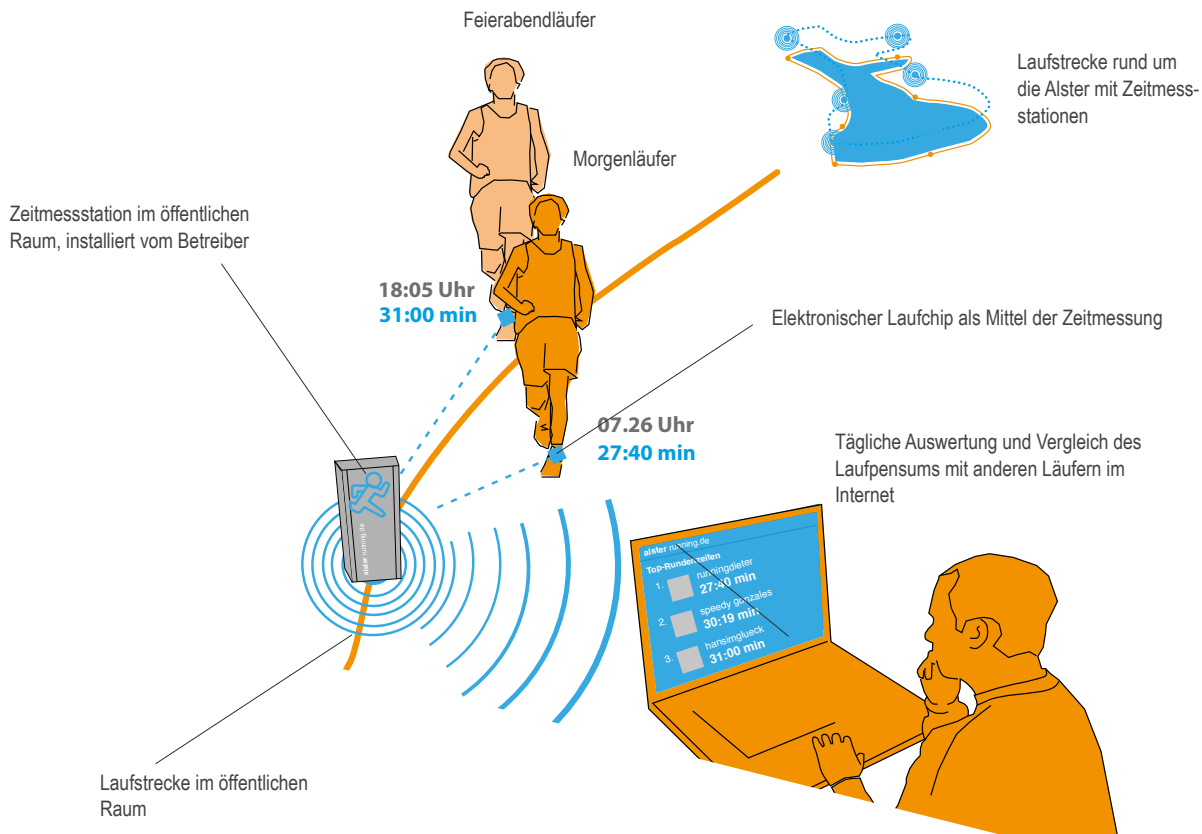 Feierabendläufer
Laufstrecke rund um
die Alster mit Zeitmess-
stationen
Morgenläufer
Zeitmessstation im öffentlichen
Raum, installiert vom Betreiber
18:05 Uhr
31:00 min
Elektronischer Laufchip als Mittel der Zeitmessung
07.26 Uhr
27:40 min
Tägliche Auswertung und Vergleich des
Laufpensums mit anderen Läufern im
Internet
alster running.de
alster running.de
Top-Rundenzeiten
1. runningdieter
27:40 min
2. speedy gonzales
30:19 min
3. hansimglueck
31:00 min
Laufstrecke im öffentlichen
Raum